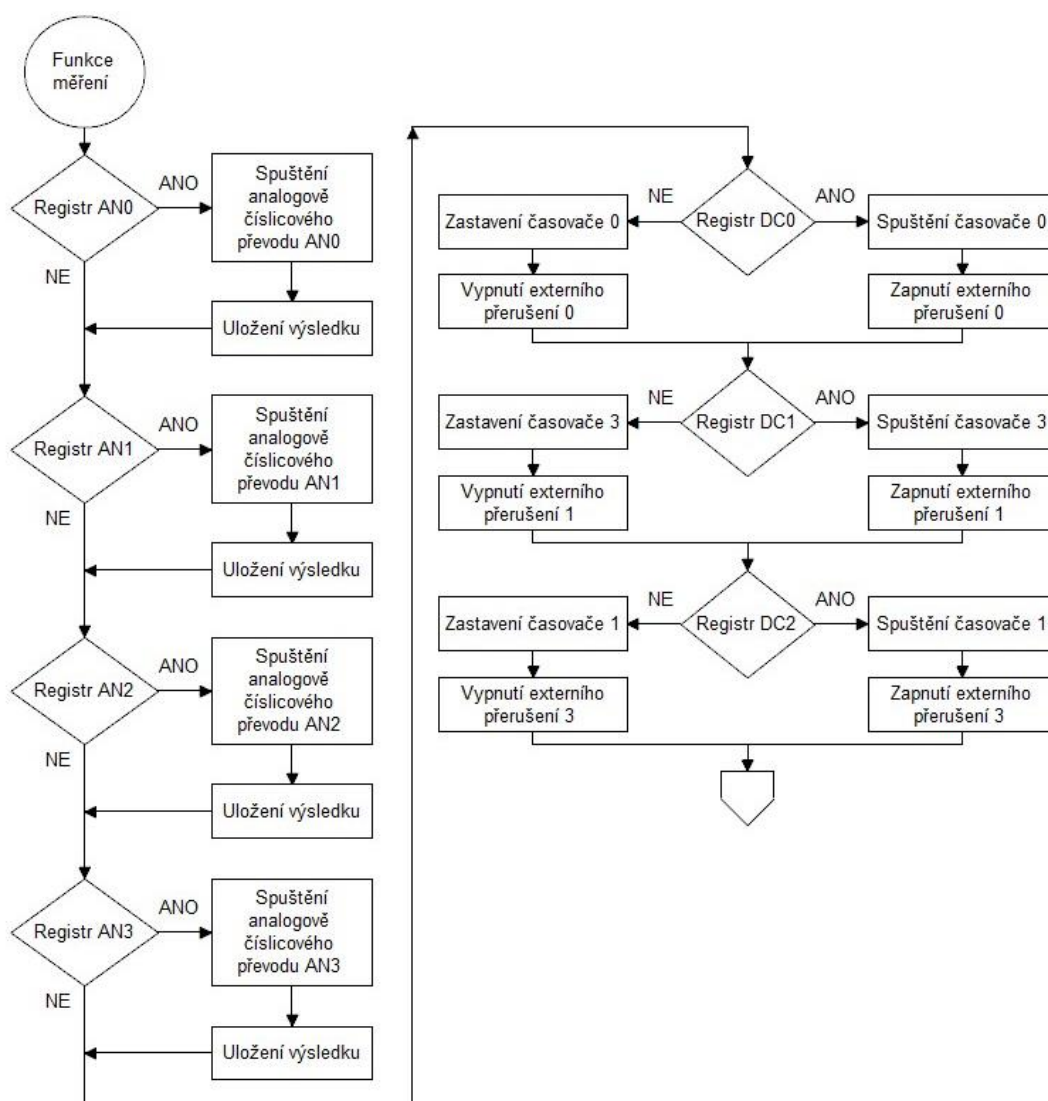 Funkce
měření
Registr AN0
ANO
Spuštění
analogově
číslicového
převodu AN0
NE
Uložení výsledku
Registr AN1
ANO
Spuštění
analogově
číslicového
převodu AN1
NE
Uložení výsledku
Registr AN2
ANO
Spuštění
analogově
číslicového
převodu AN2
NE
Uložení výsledku
Registr AN3
ANO
Spuštění
analogově
číslicového
převodu AN3
NE
Uložení výsledku
Registr DC0
NE
ANO
Zastavení časovače 0
Spuštění časovače 0
Vypnutí externího
přerušení 0
Zapnutí externího
přerušení 0
Registr DC1
NE
ANO
Zastavení časovače 3
Spuštění časovače 3
Vypnutí externího
přerušení 1
Zapnutí externího
přerušení 1
Registr DC2
NE
ANO
Zastavení časovače 1
Spuštění časovače 1
Vypnutí externího
přerušení 3
Zapnutí externího
přerušení 3